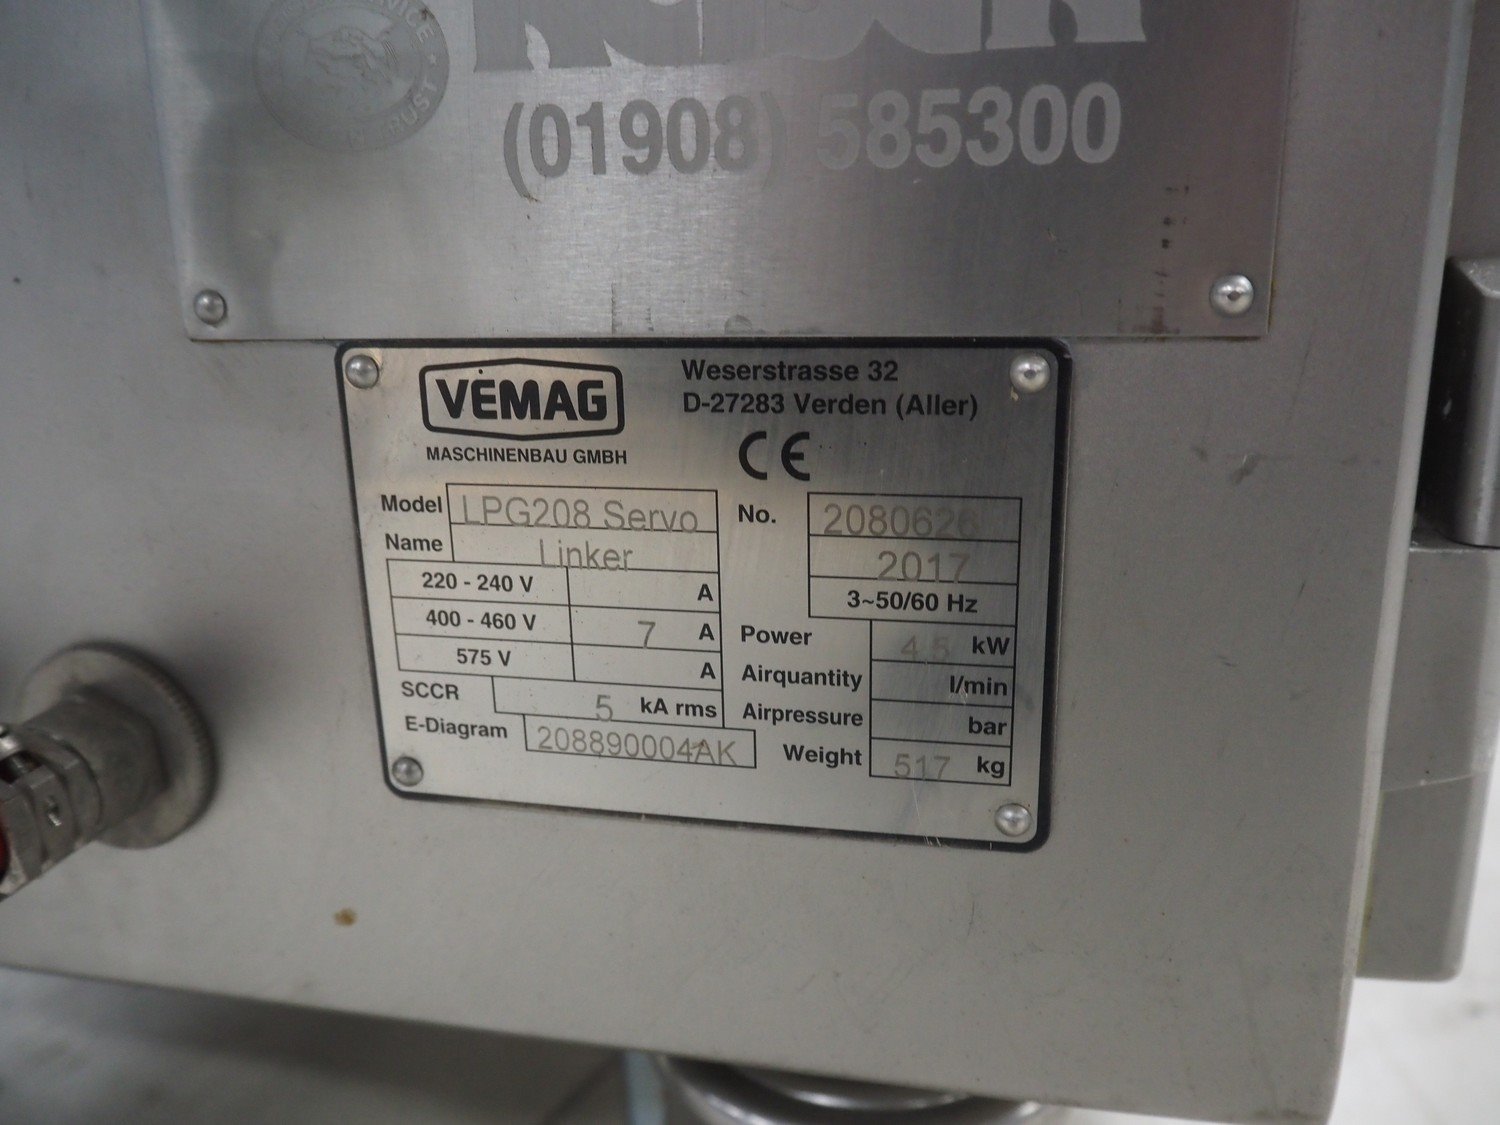 (01908) 585300
VEMAG
MASCHINENBAU GMBH
Weserstrasse 32
D-27283 Verden (Aller)
CE
Model LPG208 Servo
Name Linker
220 - 240 V A
400 - 460 V 7 A
575 V A
SCCR 5 kA rms
E-Diagram 208890004AK
No. 2080626
2017
3~50/60 Hz
Power 4.5 kW
Airquantity l/min
Airpressure bar
Weight 517 kg